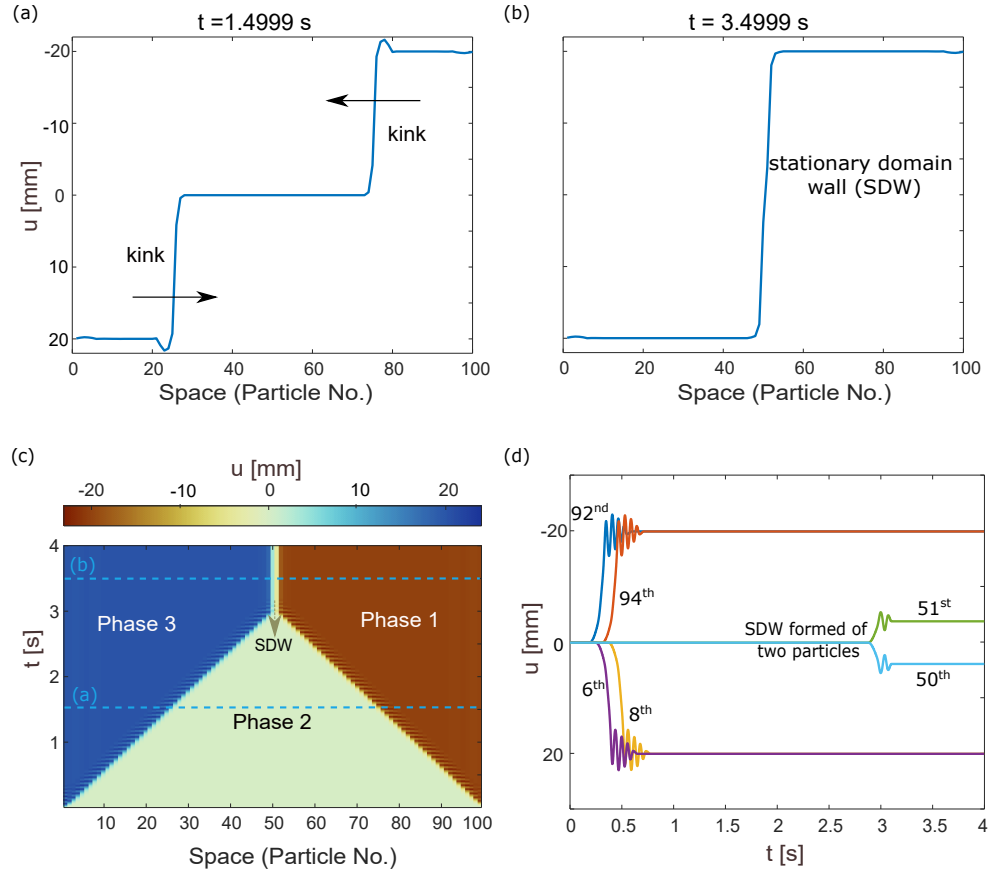 (a)
t =1.4999 s
-20
-10
0
10
20
u [mm]
kink
kink
0
20
40
60
80
100
Space (Particle No.)
(b)
t = 3.4999 s
stationary domain
wall (SDW)
0
20
40
60
80
100
Space (Particle No.)
(c)
u [mm]
-20
-10
0
10
20
4
3
2
1
t [s]
(b)
Phase 3
Phase 1
SDW
(a)
Phase 2
10
20
30
40
50
60
70
80
90
100
Space (Particle No.)
(d)
-20
0
20
u [mm]
92nd
94th
6th
8th
SDW formed of
two particles
51st
50th
0
0.5
1
1.5
2
2.5
3
3.5
4
t [s]